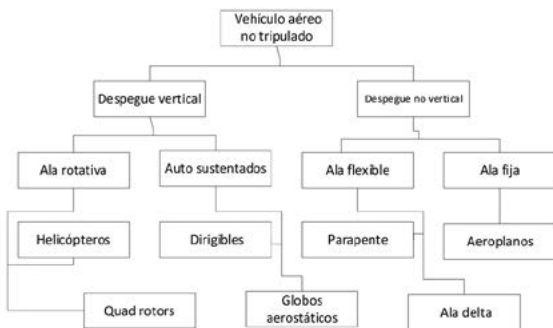 Vehículo aéreo
no tripulado
Despegue vertical
Despegue no vertical
Ala rotativa
Auto sustentados
Ala flexible
Ala fija
Helicópteros
Dirigibles
Parapente
Aeroplanos
Quad rotors
Globos
aerostáticos
Ala delta